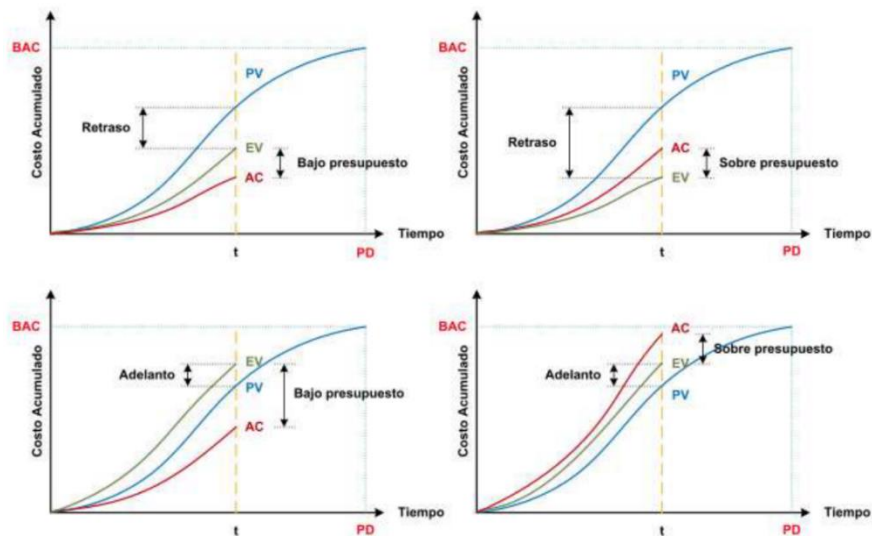 BAC
Costo Acumulado
PV
Retraso
EV
Bajo presupuesto
AC
Tiempo
t
PD
BAC
Costo Acumulado
PV
Retraso
AC
Sobre presupuesto
EV
Tiempo
t
PD
BAC
Costo Acumulado
EV
Adelanto
PV
Bajo presupuesto
AC
Tiempo
t
PD
BAC
Costo Acumulado
AC
Sobre presupuesto
EV
Adelanto
PV
Tiempo
t
PD